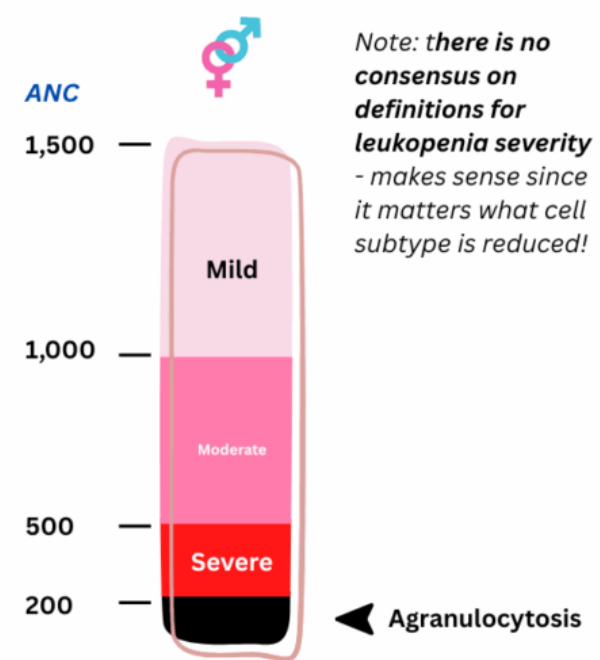 ANC
Note: there is no
consensus on
definitions for
leukopenia severity
- makes sense since
it matters what cell
subtype is reduced!
1,500
Mild
1,000
Moderate
500
Severe
200
Agranulocytosis